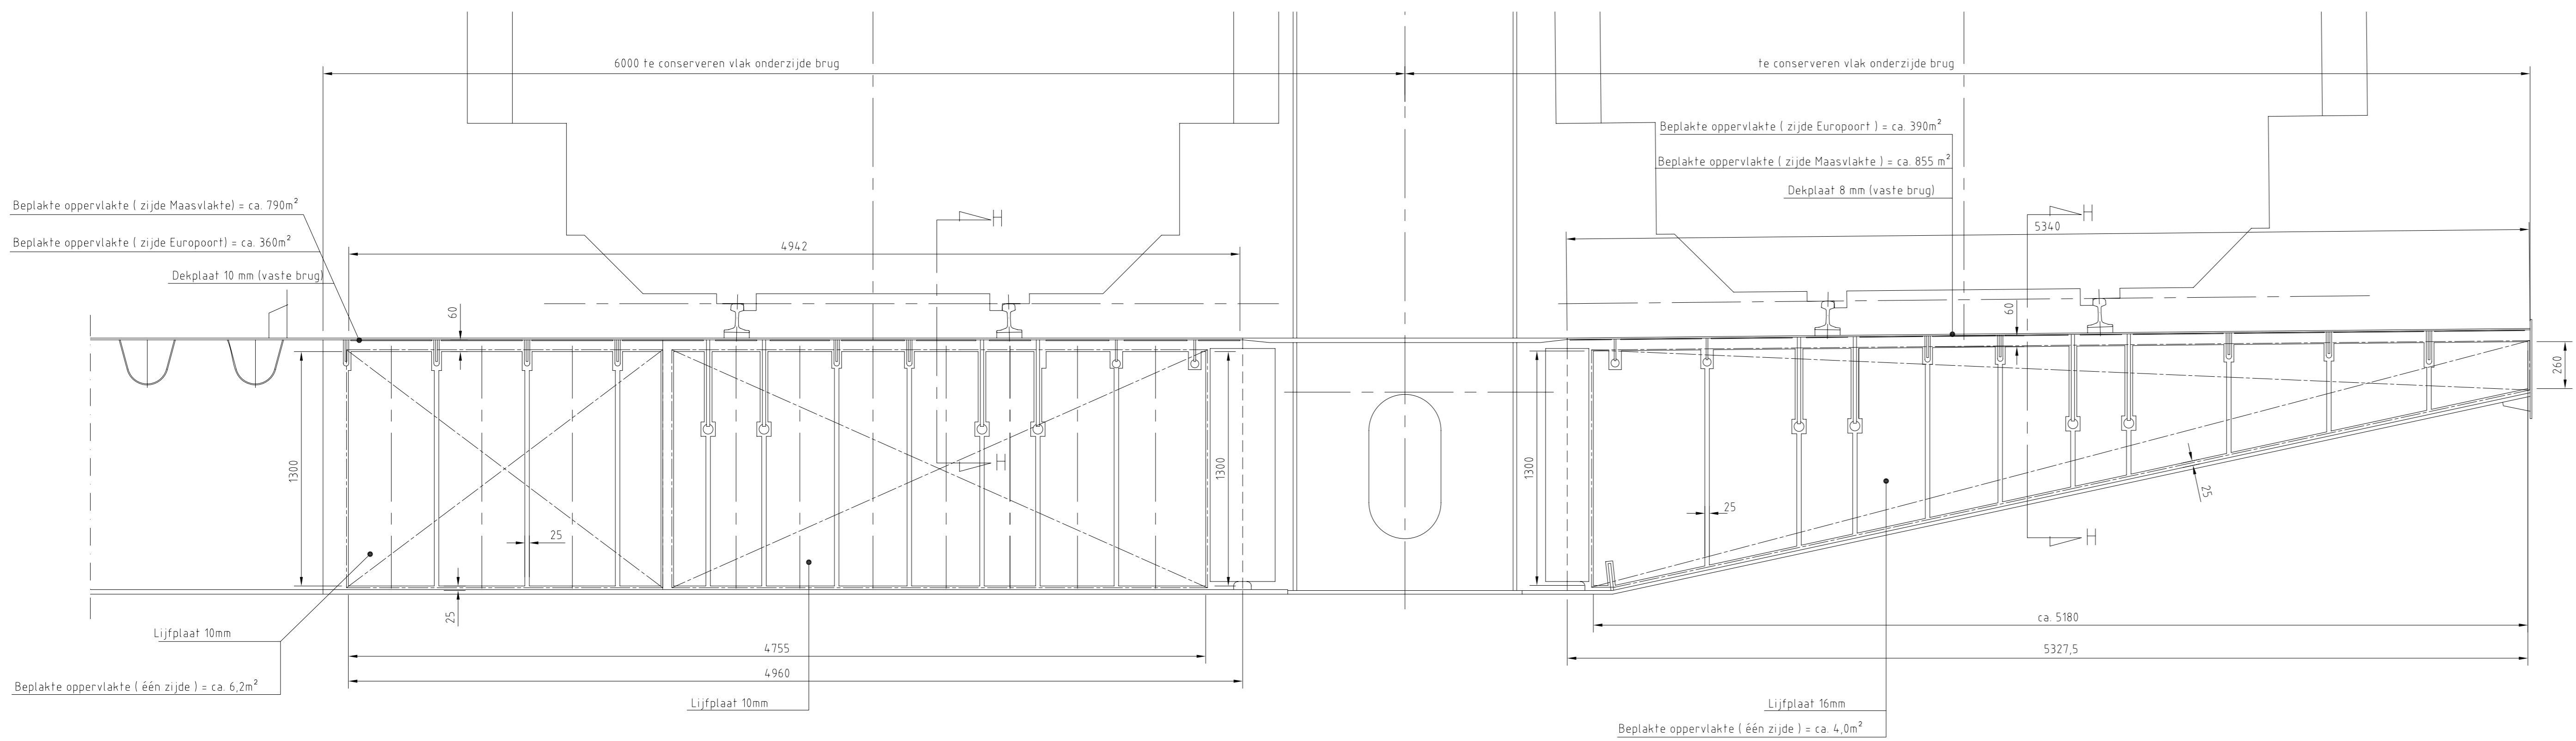 6000 te conserveren vlak onderzijde brug
te conserveren vlak onderzijde brug
Beplakte oppervlakte ( zijde Europoort ) = ca. 390m²
Beplakte oppervlakte ( zijde Maasvlakte ) = ca. 855 m²
Dekplaat 8 mm (vaste brug)
Beplakte oppervlakte ( zijde Maasvlakte) = ca. 790m²
Beplakte oppervlakte ( zijde Europoort) = ca. 360m²
Dekplaat 10 mm (vaste brug)
H
H
4942
5340
60
60
260
1300
1300
1300
H
H
25
25
25
25
Lijfplaat 10mm
ca. 5180
4755
5327,5
4960
Beplakte oppervlakte ( één zijde ) = ca. 6,2m²
Lijfplaat 10mm
Lijfplaat 16mm
Beplakte oppervlakte ( één zijde ) = ca. 4,0m²